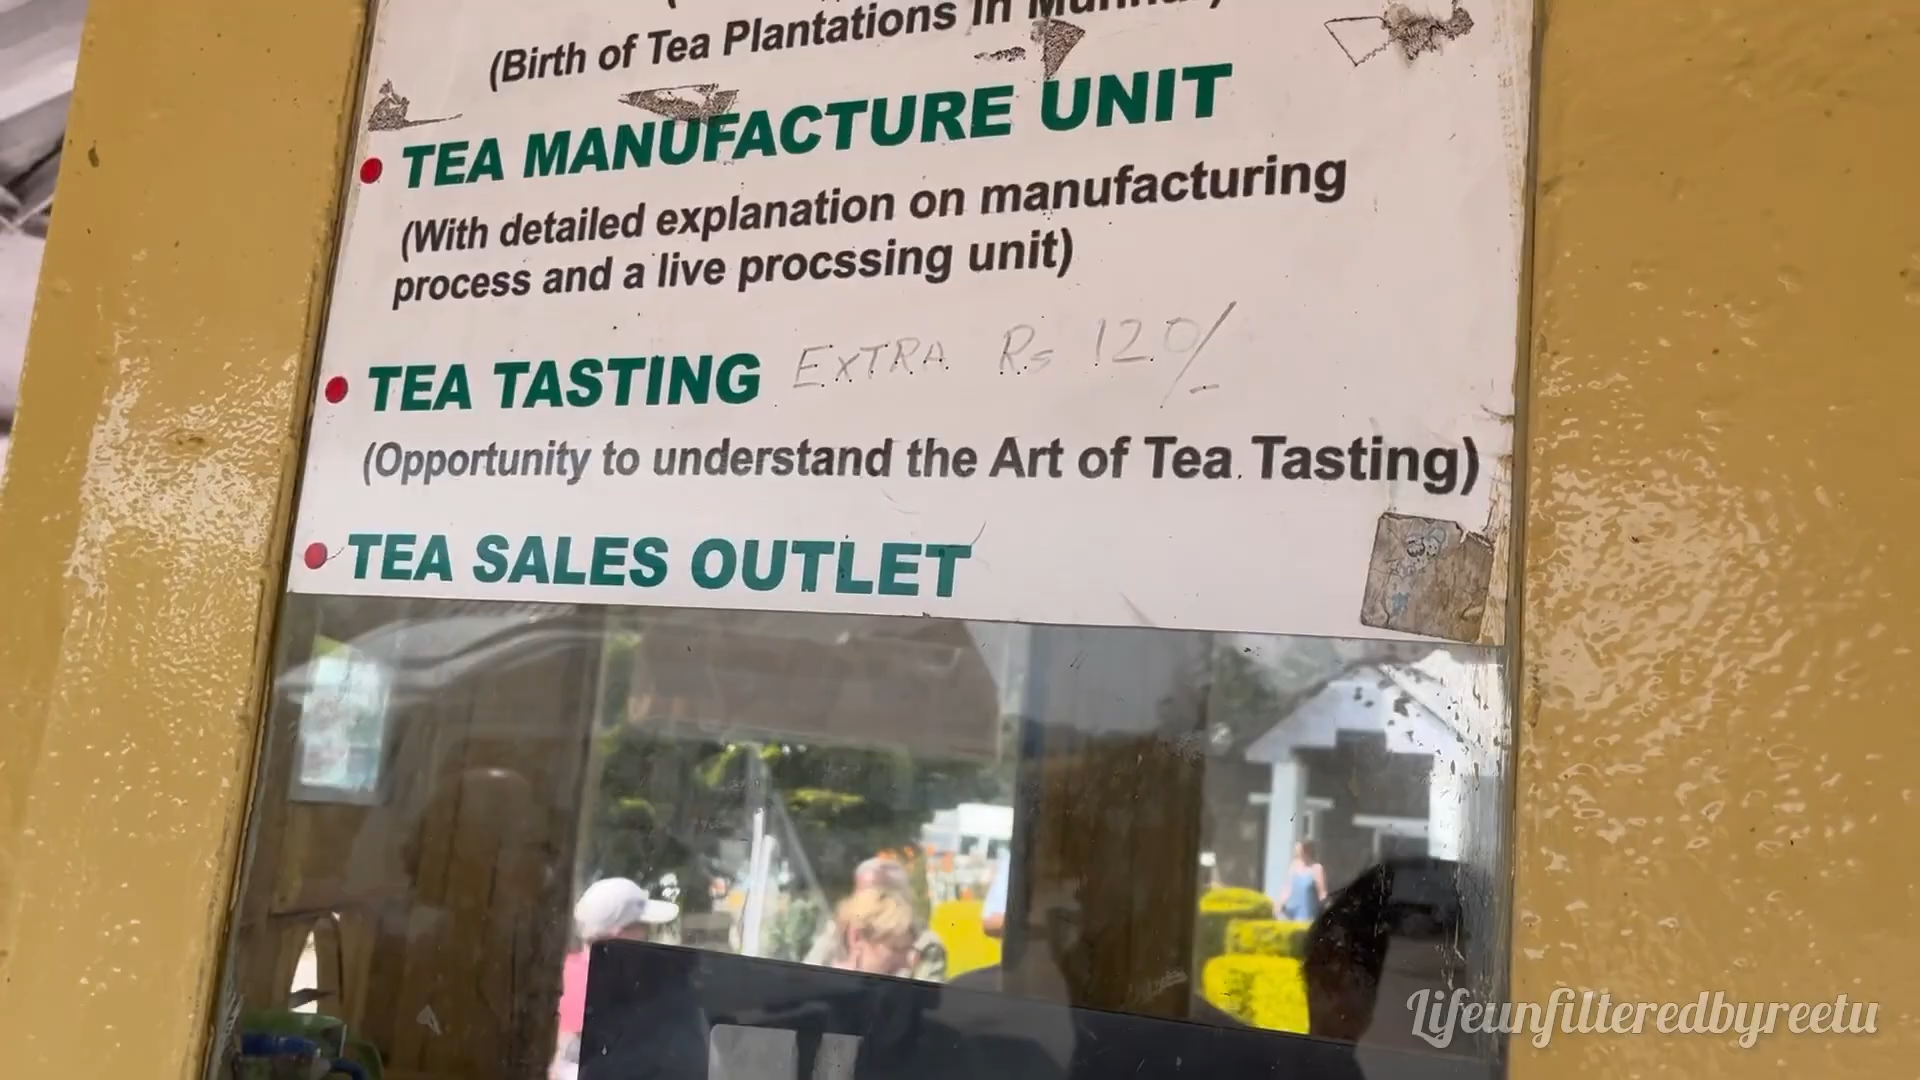 (Birth of Tea Plantations in Munnar)
• TEA MANUFACTURE UNIT
(With detailed explanation on manufacturing
process and a live procssing unit)
• TEA TASTING EXTRA Rs 120/-
(Opportunity to understand the Art of Tea Tasting)
• TEA SALES OUTLET
Lifeunfilteredbyreetu